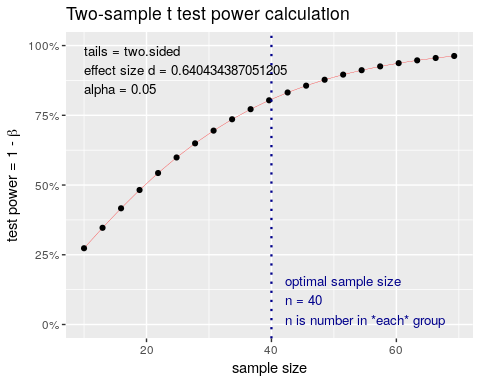 Two-sample t test power calculation
100%
75%
50%
25%
0%
test power = 1 - β
tails = two.sided
effect size d = 0.640434387051205
alpha = 0.05
optimal sample size
n = 40
n is number in *each* group
20
40
60
sample size